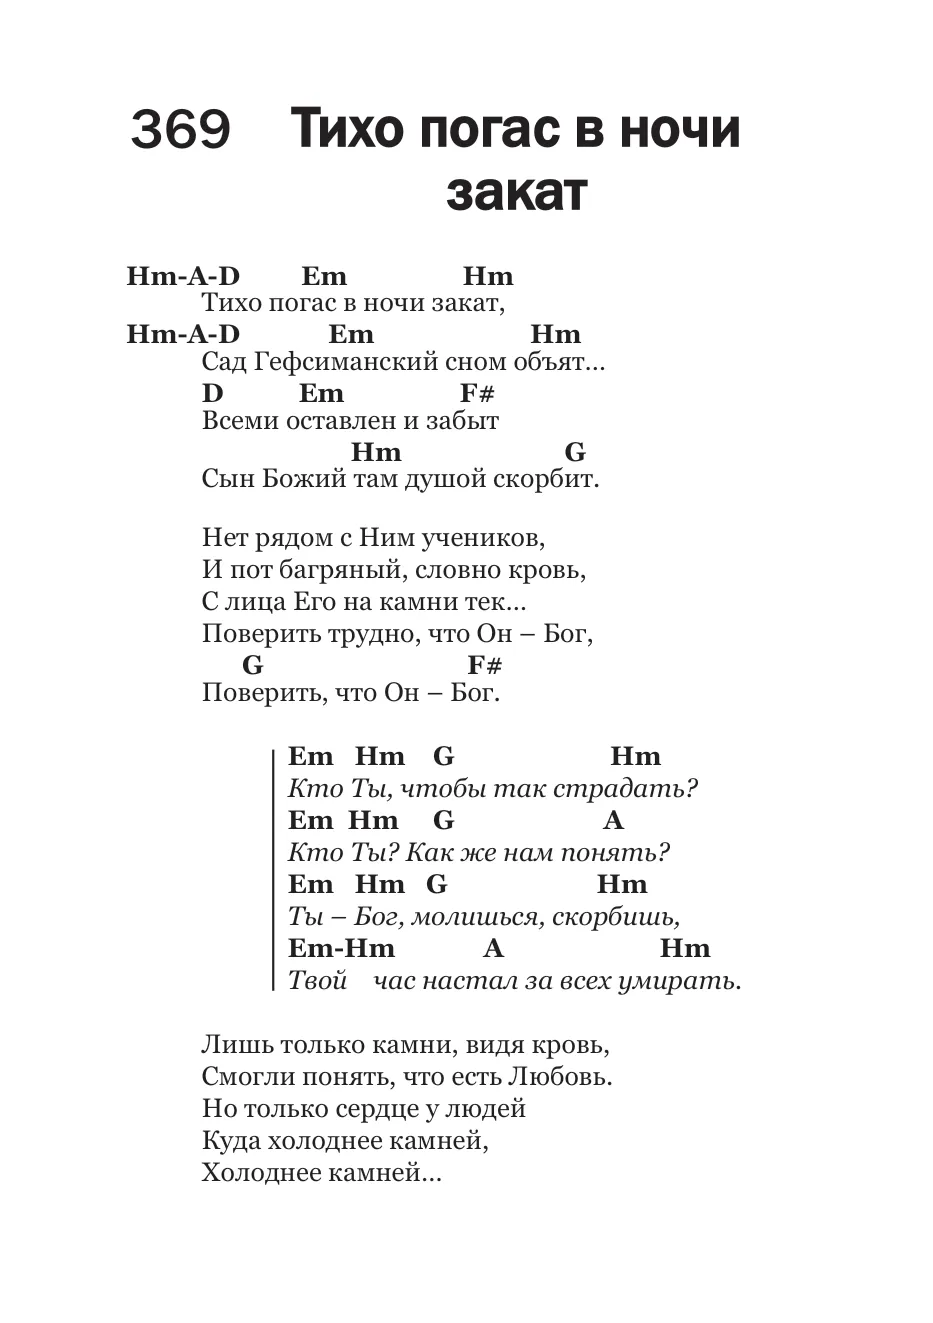 369 Тихо погас в ночи
закат
Hm-A-D Em Hm
Тихо погас в ночи закат,
Hm-A-D Em Hm
Сад Гефсиманский сном объят...
D Em F#
Всеми оставлен и забыт
Hm G
Сын Божий там душой скорбит.
Нет рядом с Ним учеников,
И пот багряный, словно кровь,
С лица Его на камни тек...
Поверить трудно, что Он – Бог,
G F#
Поверить, что Он – Бог.
Em Hm G Hm
Кто Ты, чтобы так страдать?
Em Hm G A
Кто Ты? Как же нам понять?
Em Hm G Hm
Ты – Бог, молишься, скорбишь,
Em-Hm A Hm
Твой час настал за всех умирать.
Лишь только камни, видя кровь,
Смогли понять, что есть Любовь.
Но только сердце у людей
Куда холоднее камней,
Холоднее камней...